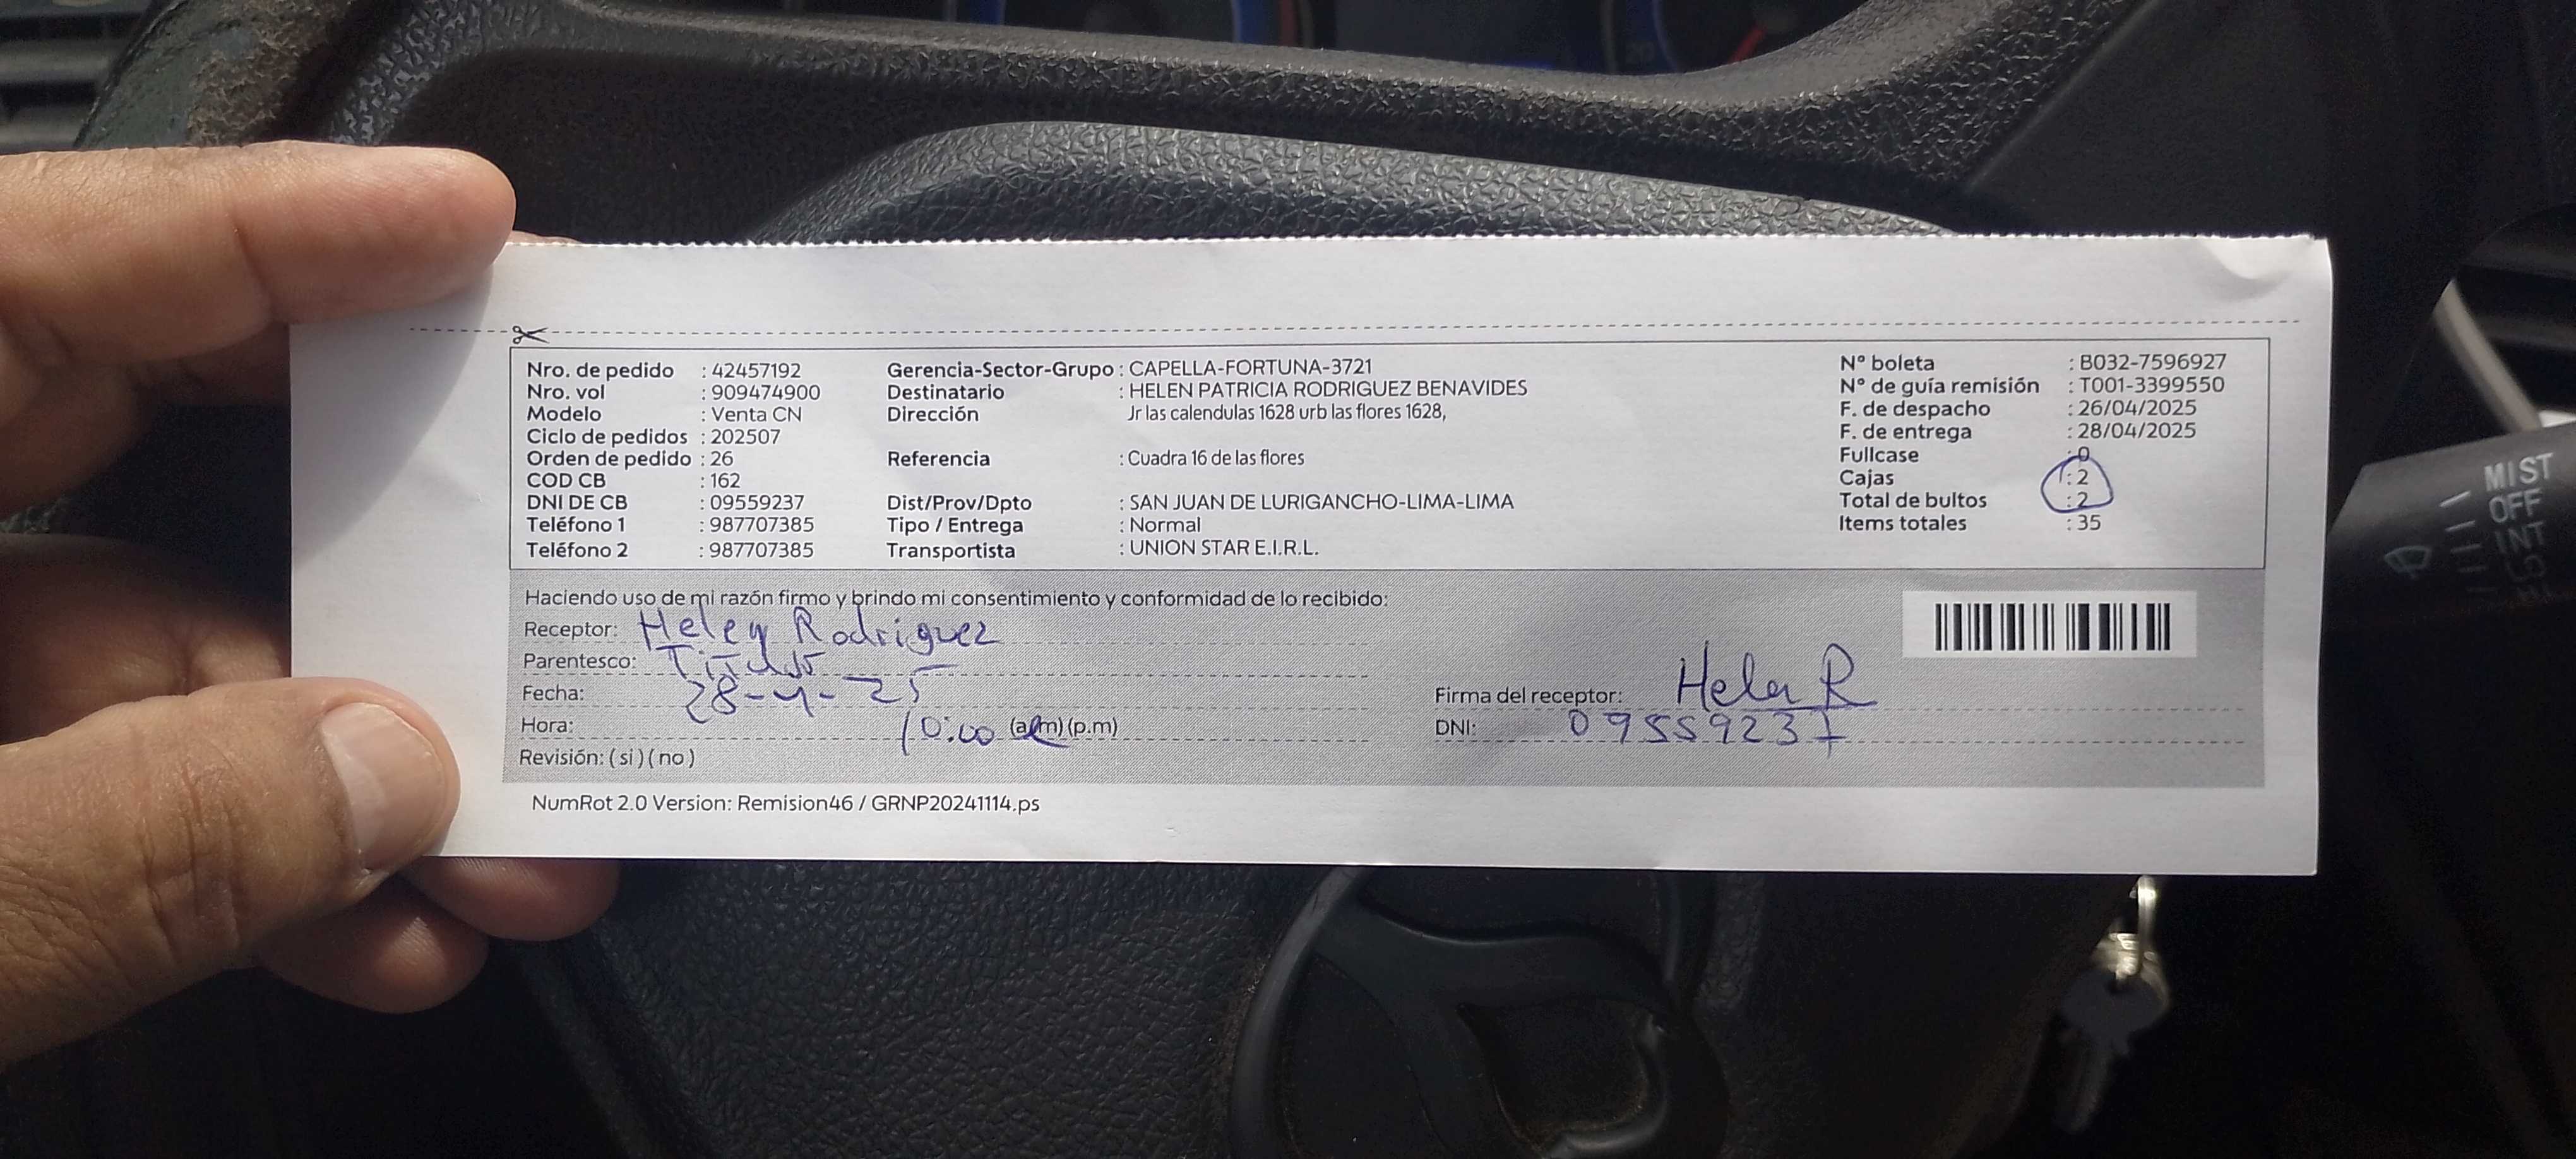 Nro. de pedido : 42457192 Gerencia-Sector-Grupo : CAPELLA-FORTUNA-3721 Nº boleta : B032-7596927
Nro. vol : 909474900 Destinatario : HELEN PATRICIA RODRIGUEZ BENAVIDES Nº de guía remisión : T001-3399550
Modelo : Venta CN Dirección Jr las calendulas 1628 urb las flores 1628, F. de despacho : 26/04/2025
Ciclo de pedidos : 202507 F. de entrega : 28/04/2025
Orden de pedido : 26 Referencia : Cuadra 16 de las flores Fullcase : 0
COD CB : 162 Cajas : 2
DNI DE CB : 09559237 Dist/Prov/Dpto : SAN JUAN DE LURIGANCHO-LIMA-LIMA Total de bultos : 2
Teléfono 1 : 987707385 Tipo / Entrega : Normal Items totales : 35
Teléfono 2 : 987707385 Transportista : UNION STAR E.I.R.L.
Haciendo uso de mi razón firmo y brindo mi consentimiento y conformidad de lo recibido:
Receptor: Helen Rodriguez
Parentesco:
Fecha: 28-4-25 Firma del receptor: Helen R
Hora: 10:00 (a.m) (p.m) DNI: 09559237
Revisión: ( si ) ( no )
NumRot 2.0 Version: Remision46 / GRNP20241114.ps
MIST
OFF
INT
LO